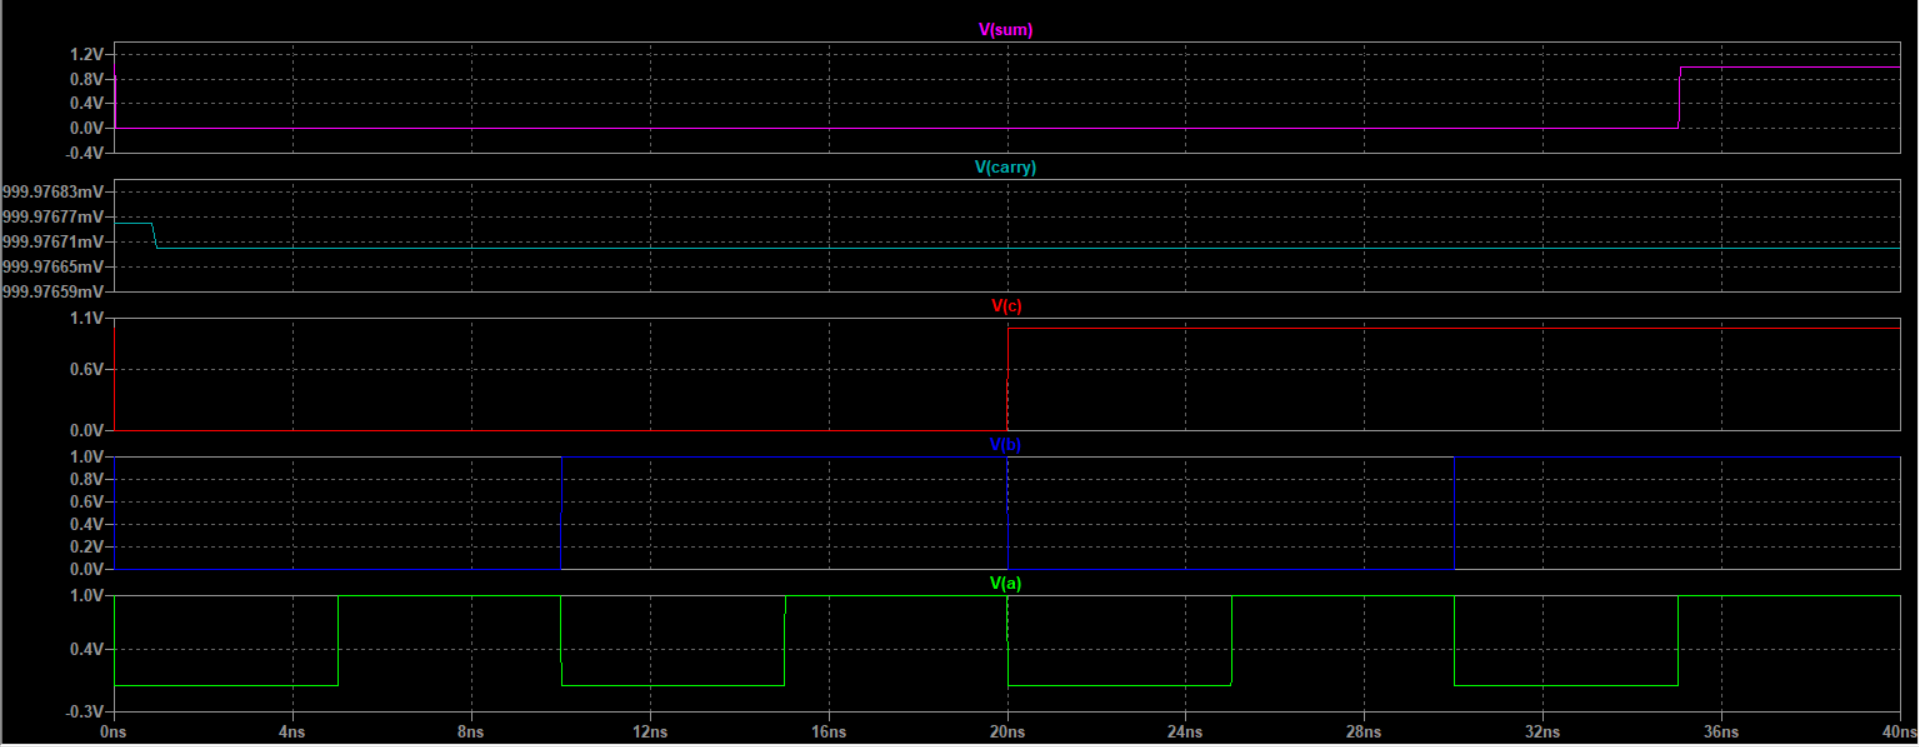 V(sum)
1.2V
0.8V
0.4V
0.0V
-0.4V
V(carry)
999.97683mV
999.97677mV
999.97671mV
999.97665mV
999.97659mV
V(c)
1.1V
0.6V
0.0V
V(b)
1.0V
0.8V
0.6V
0.4V
0.2V
0.0V
V(a)
1.0V
0.4V
-0.3V
0ns 4ns 8ns 12ns 16ns 20ns 24ns 28ns 32ns 36ns 40ns